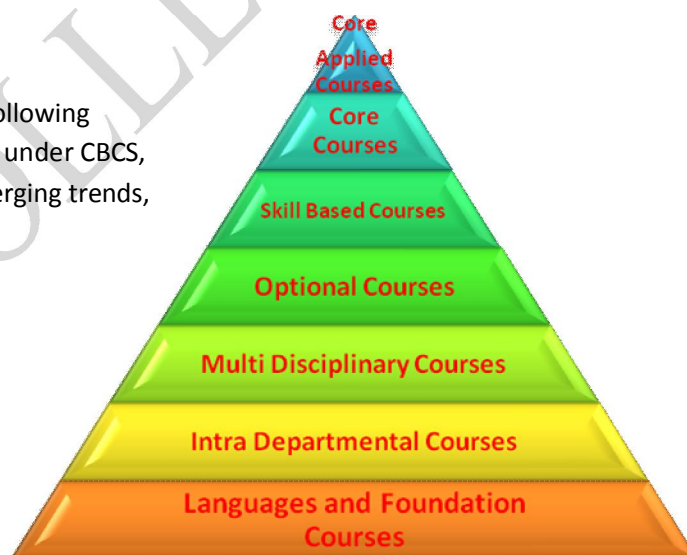 ollowing
under CBCS,
erging trends,
Core
Applied
Courses
Core
Courses
Skill Based Courses
Optional Courses
Multi Disciplinary Courses
Intra Departmental Courses
Languages and Foundation
Courses